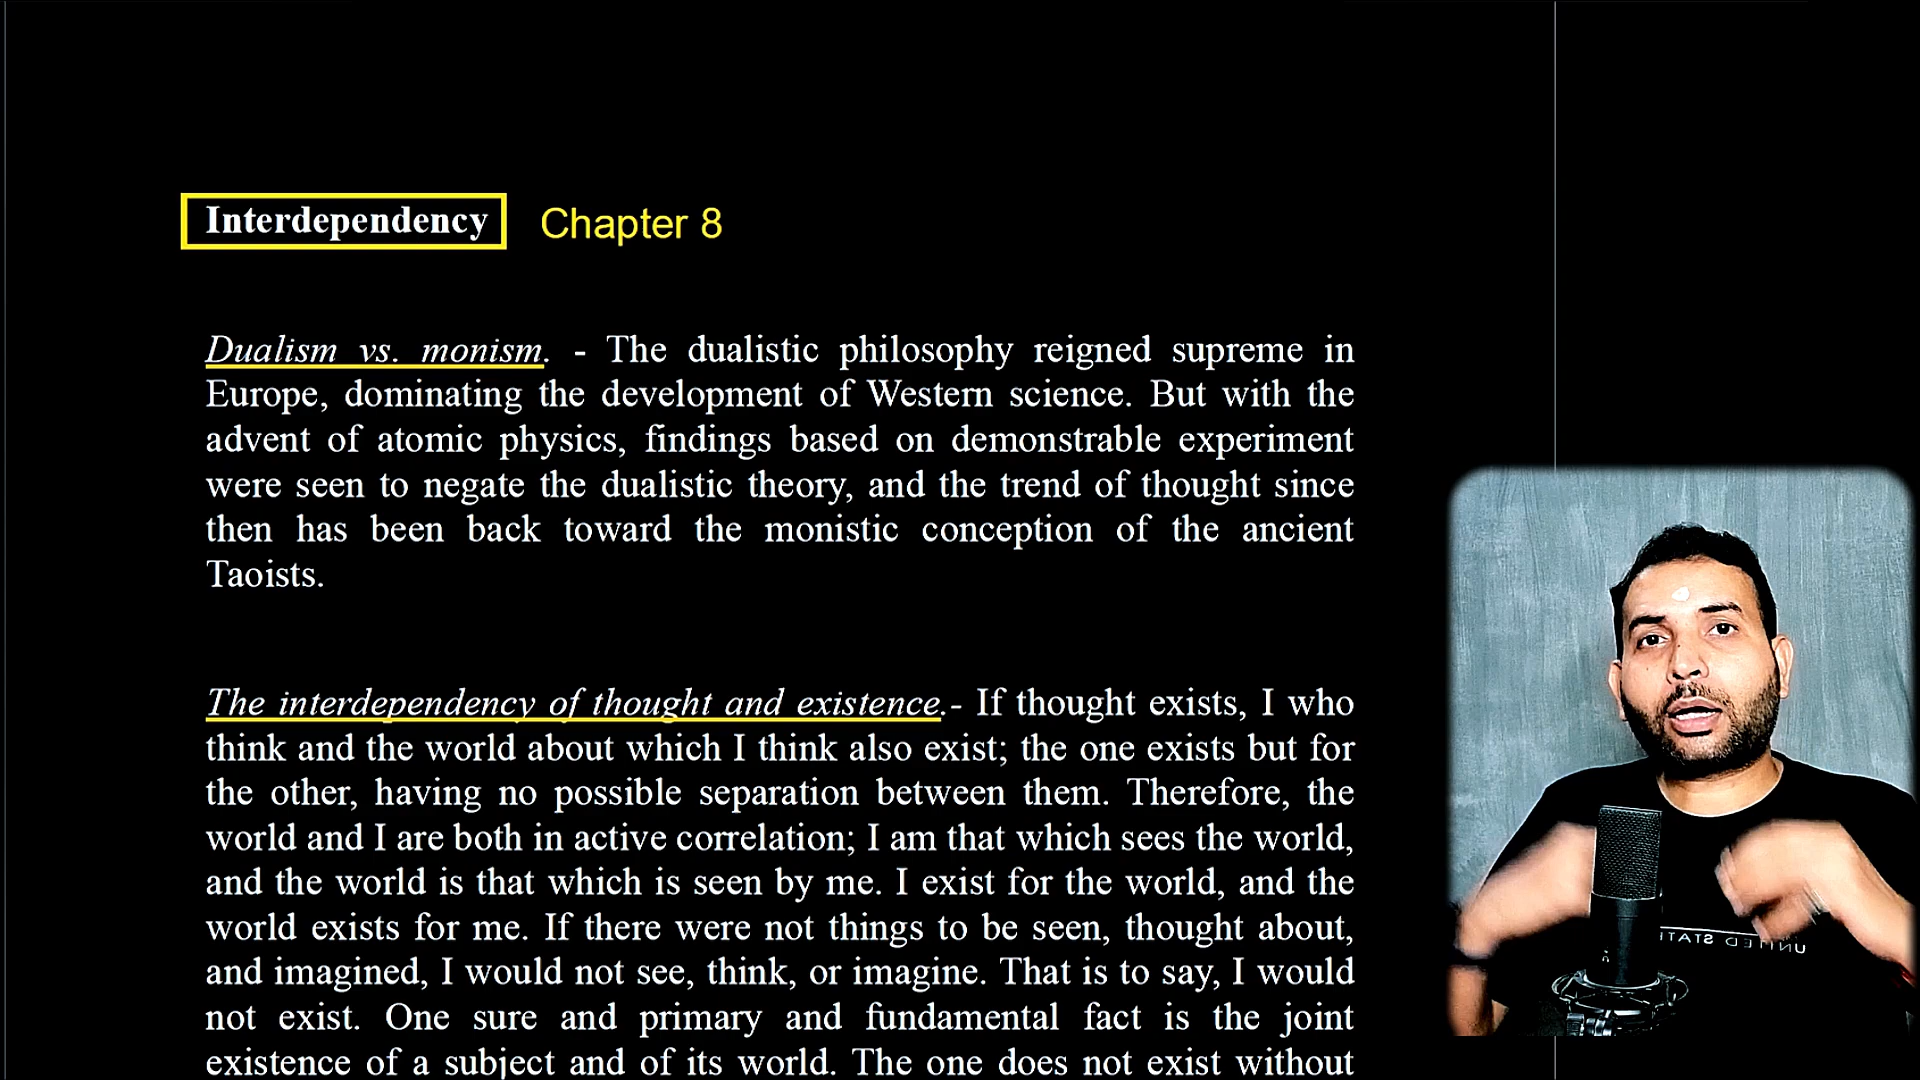 Interdependency Chapter 8
Dualism vs. monism. - The dualistic philosophy reigned supreme in
Europe, dominating the development of Western science. But with the
advent of atomic physics, findings based on demonstrable experiment
were seen to negate the dualistic theory, and the trend of thought since
then has been back toward the monistic conception of the ancient
Taoists.
The interdependency of thought and existence.- If thought exists, I who
think and the world about which I think also exist; the one exists but for
the other, having no possible separation between them. Therefore, the
world and I are both in active correlation; I am that which sees the world,
and the world is that which is seen by me. I exist for the world, and the
world exists for me. If there were not things to be seen, thought about,
and imagined, I would not see, think, or imagine. That is to say, I would
not exist. One sure and primary and fundamental fact is the joint
existence of a subject and of its world. The one does not exist without
UNITED STAT